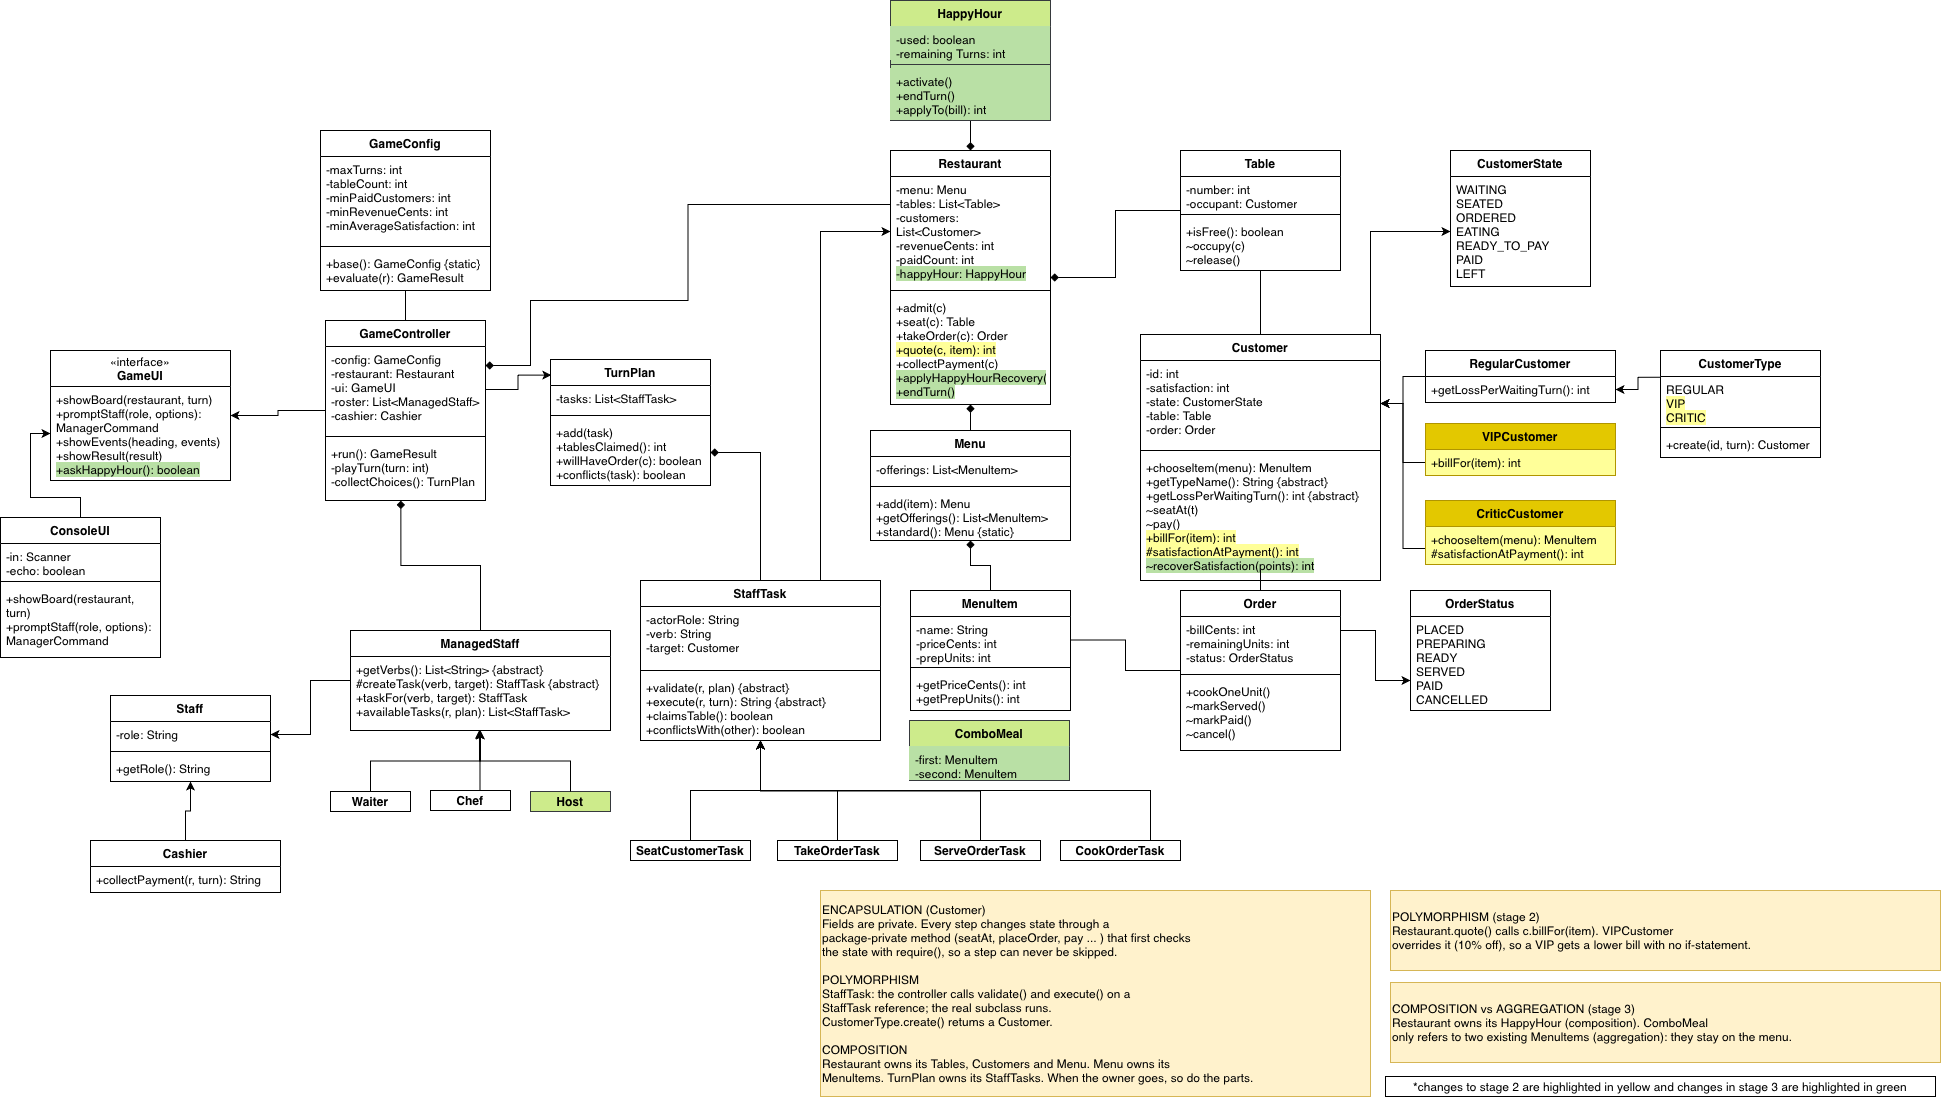 HappyHour
-used: boolean
-remaining Turns: int
+activate()
+endTurn()
+applyTo(bill): int
GameConfig
-maxTurns: int
-tableCount: int
-minPaidCustomers: int
-minRevenueCents: int
-minAverageSatisfaction: int
+base(): GameConfig {static}
+evaluate(r): GameResult
Restaurant
-menu: Menu
-tables: List<Table>
-customers:
List<Customer>
-revenueCents: int
-paidCount: int
-happyHour: HappyHour
+admit(c)
+seat(c): Table
+takeOrder(c): Order
+quote(c, item): int
+collectPayment(c)
+applyHappyHourRecovery(
+endTurn()
Table
-number: int
-occupant: Customer
+isFree(): boolean
~occupy(c)
~release()
CustomerState
WAITING
SEATED
ORDERED
EATING
READY_TO_PAY
PAID
LEFT
GameController
-config: GameConfig
-restaurant: Restaurant
-ui: GameUI
-roster: List<ManagedStaff>
-cashier: Cashier
+run(): GameResult
-playTurn(turn: int)
-collectChoices(): TurnPlan
«interface»
GameUI
+showBoard(restaurant, turn)
+promptStaff(role, options):
ManagerCommand
+showEvents(heading, events)
+showResult(result)
+askHappyHour(): boolean
TurnPlan
-tasks: List<StaffTask>
+add(task)
+tablesClaimed(): int
+willHaveOrder(c): boolean
+conflicts(task): boolean
Customer
-id: int
-satisfaction: int
-state: CustomerState
-table: Table
-order: Order
+chooseItem(menu): MenuItem
+getTypeName(): String {abstract}
+getLossPerWaitingTurn(): int {abstract}
~seatAt(t)
~pay()
+billFor(item): int
#satisfactionAtPayment(): int
~recoverSatisfaction(points): int
RegularCustomer
+getLossPerWaitingTurn(): int
CustomerType
REGULAR
VIP
CRITIC
+create(id, turn): Customer
VIPCustomer
+billFor(item): int
CriticCustomer
+chooseItem(menu): MenuItem
#satisfactionAtPayment(): int
Menu
-offerings: List<MenuItem>
+add(item): Menu
+getOfferings(): List<MenuItem>
+standard(): Menu {static}
ConsoleUI
-in: Scanner
-echo: boolean
+showBoard(restaurant,
turn)
+promptStaff(role, options):
ManagerCommand
StaffTask
-actorRole: String
-verb: String
-target: Customer
+validate(r, plan) {abstract}
+execute(r, turn): String {abstract}
+claimsTable(): boolean
+conflictsWith(other): boolean
MenuItem
-name: String
-priceCents: int
-prepUnits: int
+getPriceCents(): int
+getPrepUnits(): int
Order
-billCents: int
-remainingUnits: int
-status: OrderStatus
+cookOneUnit()
~markServed()
~markPaid()
~cancel()
OrderStatus
PLACED
PREPARING
READY
SERVED
PAID
CANCELLED
ManagedStaff
+getVerbs(): List<String> {abstract}
#createTask(verb, target): StaffTask {abstract}
+taskFor(verb, target): StaffTask
+availableTasks(r, plan): List<StaffTask>
Staff
-role: String
+getRole(): String
ComboMeal
-first: MenuItem
-second: MenuItem
Waiter
Chef
Host
Cashier
+collectPayment(r, turn): String
SeatCustomerTask
TakeOrderTask
ServeOrderTask
CookOrderTask
ENCAPSULATION (Customer)
Fields are private. Every step changes state through a
package-private method (seatAt, placeOrder, pay ... ) that first checks
the state with require(), so a step can never be skipped.
POLYMORPHISM
StaffTask: the controller calls validate() and execute() on a
StaffTask reference; the real subclass runs.
CustomerType.create() returns a Customer.
COMPOSITION
Restaurant owns its Tables, Customers and Menu. Menu owns its
MenuItems. TurnPlan owns its StaffTasks. When the owner goes, so do the parts.
POLYMORPHISM (stage 2)
Restaurant.quote() calls c.billFor(item). VIPCustomer
overrides it (10% off), so a VIP gets a lower bill with no if-statement.
COMPOSITION vs AGGREGATION (stage 3)
Restaurant owns its HappyHour (composition). ComboMeal
only refers to two existing MenuItems (aggregation): they stay on the menu.
*changes to stage 2 are highlighted in yellow and changes in stage 3 are highlighted in green